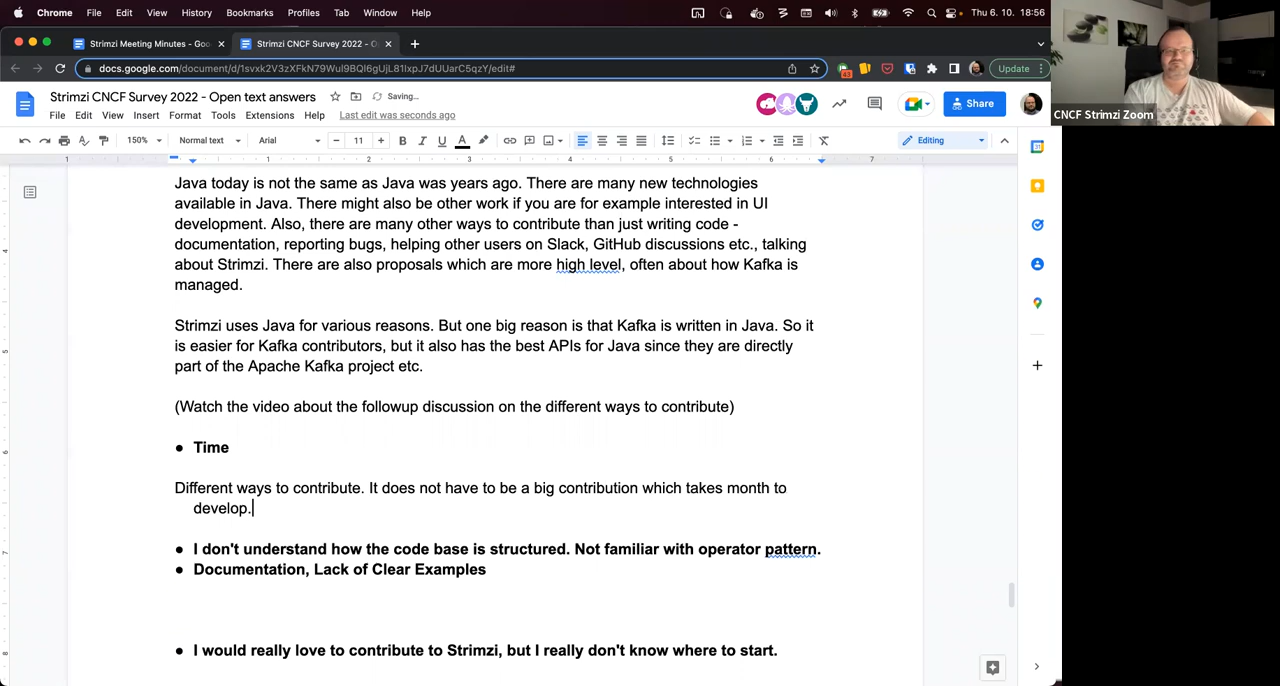 Chrome File Edit View History Bookmarks Profiles Tab Window Help Thu 6. 10. 18:56
Strimzi Meeting Minutes - Goo Strimzi CNCF Survey 2022 - O
docs.google.com/document/d/1svxk2V3zXFkN79Wul9BQl6gUjL81IxpJ7dUUarC5qzY/edit# 43 Update
Strimzi CNCF Survey 2022 - Open text answers Saving...
File Edit View Insert Format Tools Extensions Help Last edit was seconds ago Share
CNCF Strimzi Zoom
150% Normal text Arial 11 B I U A Editing
1 1 2 3 4 5 6 7
Java today is not the same as Java was years ago. There are many new technologies
available in Java. There might also be other work if you are for example interested in UI
development. Also, there are many other ways to contribute than just writing code -
documentation, reporting bugs, helping other users on Slack, GitHub discussions etc., talking
about Strimzi. There are also proposals which are more high level, often about how Kafka is
managed.
Strimzi uses Java for various reasons. But one big reason is that Kafka is written in Java. So it
is easier for Kafka contributors, but it also has the best APIs for Java since they are directly
part of the Apache Kafka project etc.
(Watch the video about the followup discussion on the different ways to contribute)
● Time
Different ways to contribute. It does not have to be a big contribution which takes month to
develop.
● I don't understand how the code base is structured. Not familiar with operator pattern.
● Documentation, Lack of Clear Examples
● I would really love to contribute to Strimzi, but I really don't know where to start.